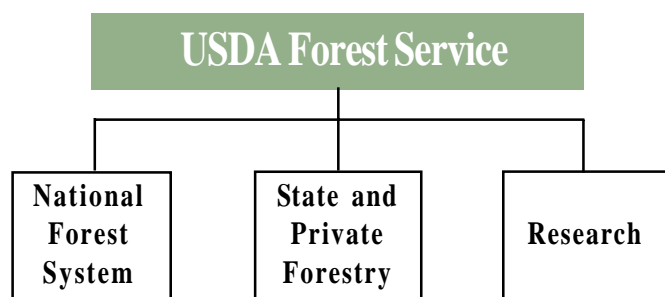 USDA Forest Service
National
Forest
System
State and
Private
Forestry
Research